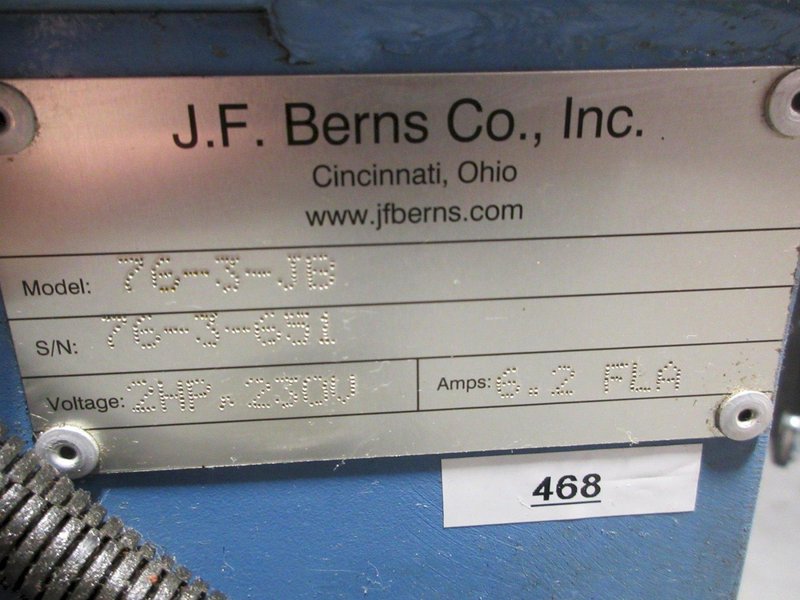 J.F. Berns Co., Inc.
Cincinnati, Ohio
www.jfberns.com
Model: 76-3-JB
S/N: 76-3-651
Voltage: 2HP.230V Amps: 6.2 FLA
468